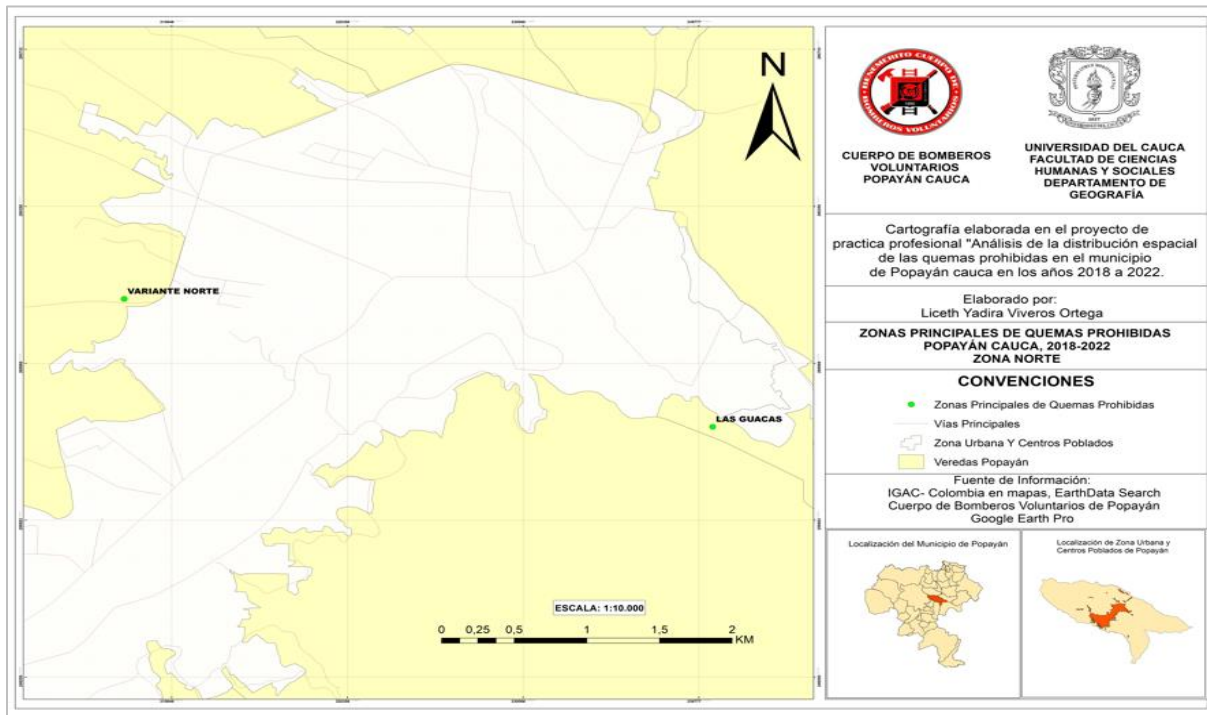 N
VARIANTE NORTE
LAS GUACAS
ESCALA: 1:10.000
0 0,25 0,5 1 1,5 2
KM
BENEMERITO CUERPO DE
BOMBEROS VOLUNTARIOS
CUERPO DE BOMBEROS
VOLUNTARIOS
POPAYÁN CAUCA
UNIVERSIDAD DEL CAUCA
FACULTAD DE CIENCIAS
HUMANAS Y SOCIALES
DEPARTAMENTO DE
GEOGRAFÍA
Cartografía elaborada en el proyecto de
practica profesional "Análisis de la distribución espacial
de las quemas prohibidas en el municipio
de Popayán cauca en los años 2018 a 2022.
Elaborado por:
Liceth Yadira Viveros Ortega
ZONAS PRINCIPALES DE QUEMAS PROHIBIDAS
POPAYÁN CAUCA, 2018-2022
ZONA NORTE
CONVENCIONES
Zonas Principales de Quemas Prohibidas
Vías Principales
Zona Urbana Y Centros Poblados
Veredas Popayán
Fuente de Información:
IGAC- Colombia en mapas, EarthData Search
Cuerpo de Bomberos Voluntarios de Popayán
Google Earth Pro
Localización del Municipio de Popayán
Localización de Zona Urbana y
Centros Poblados de Popayán